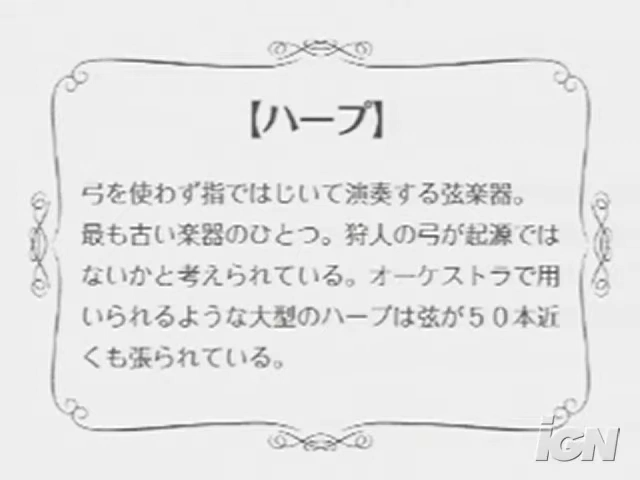 【ハープ】
弓を使わず指ではじいて演奏する弦楽器。
最も古い楽器のひとつ。狩人の弓が起源では
ないかと考えられている。オーケストラで用
いられるような大型のハープは弦が５０本近
くも張られている。
iGN